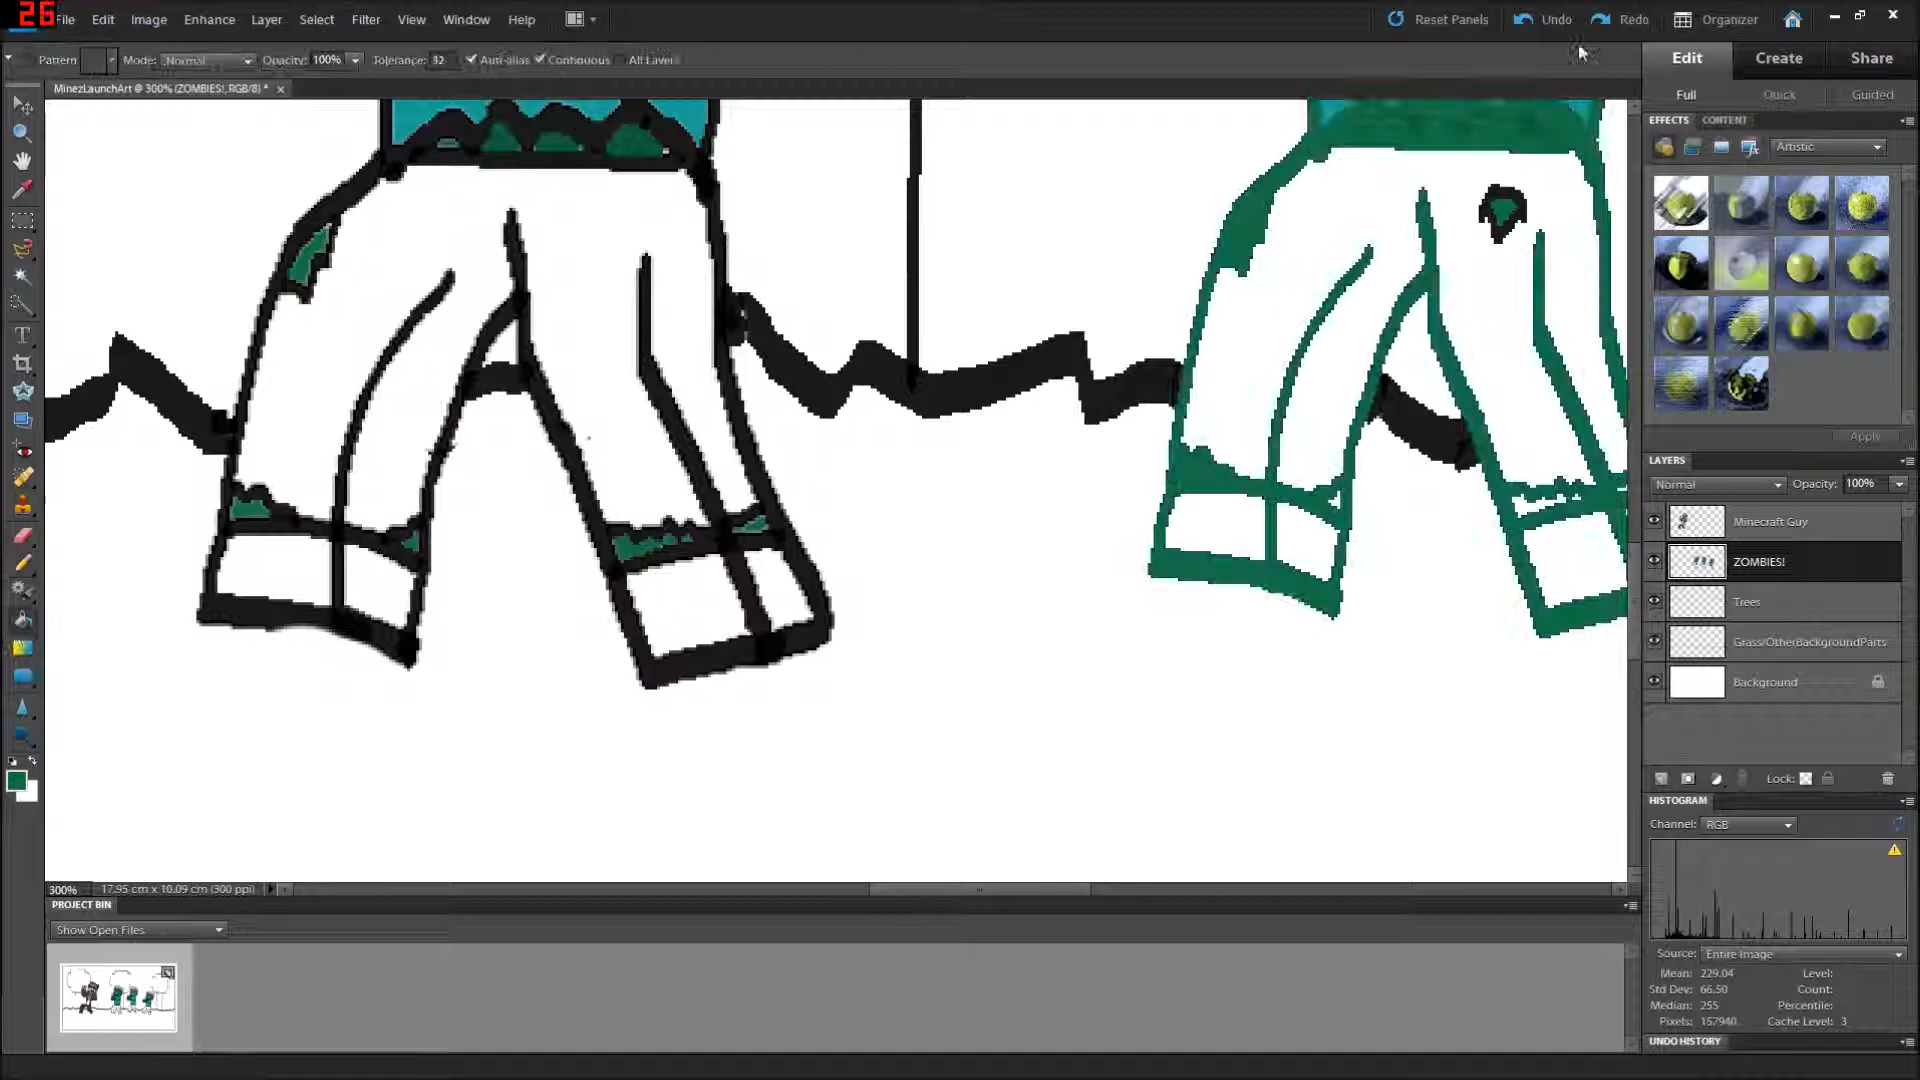 26
File Edit Image Enhance Layer Select Filter View Window Help
Reset Panels Undo Redo Organizer
Pattern Mode: Normal Opacity: 100% Tolerance: 32 Anti-alias Contiguous All Layers
Edit Create Share
MinezLaunchArt @ 300% (ZOMBIES!, RGB/8) *
Full Quick Guided
EFFECTS CONTENT
Artistic
Apply
LAYERS
Normal Opacity: 100%
Minecraft Guy
ZOMBIES!
Trees
Grass/OtherBackgroundParts
Background
Lock:
HISTOGRAM
Channel: RGB
300% 17.95 cm x 10.09 cm (300 ppi)
PROJECT BIN
Show Open Files
Source: Entire Image
Mean: 229.04 Level:
Std Dev: 66.50 Count:
Median: 255 Percentile:
Pixels: 157940 Cache Level: 3
UNDO HISTORY